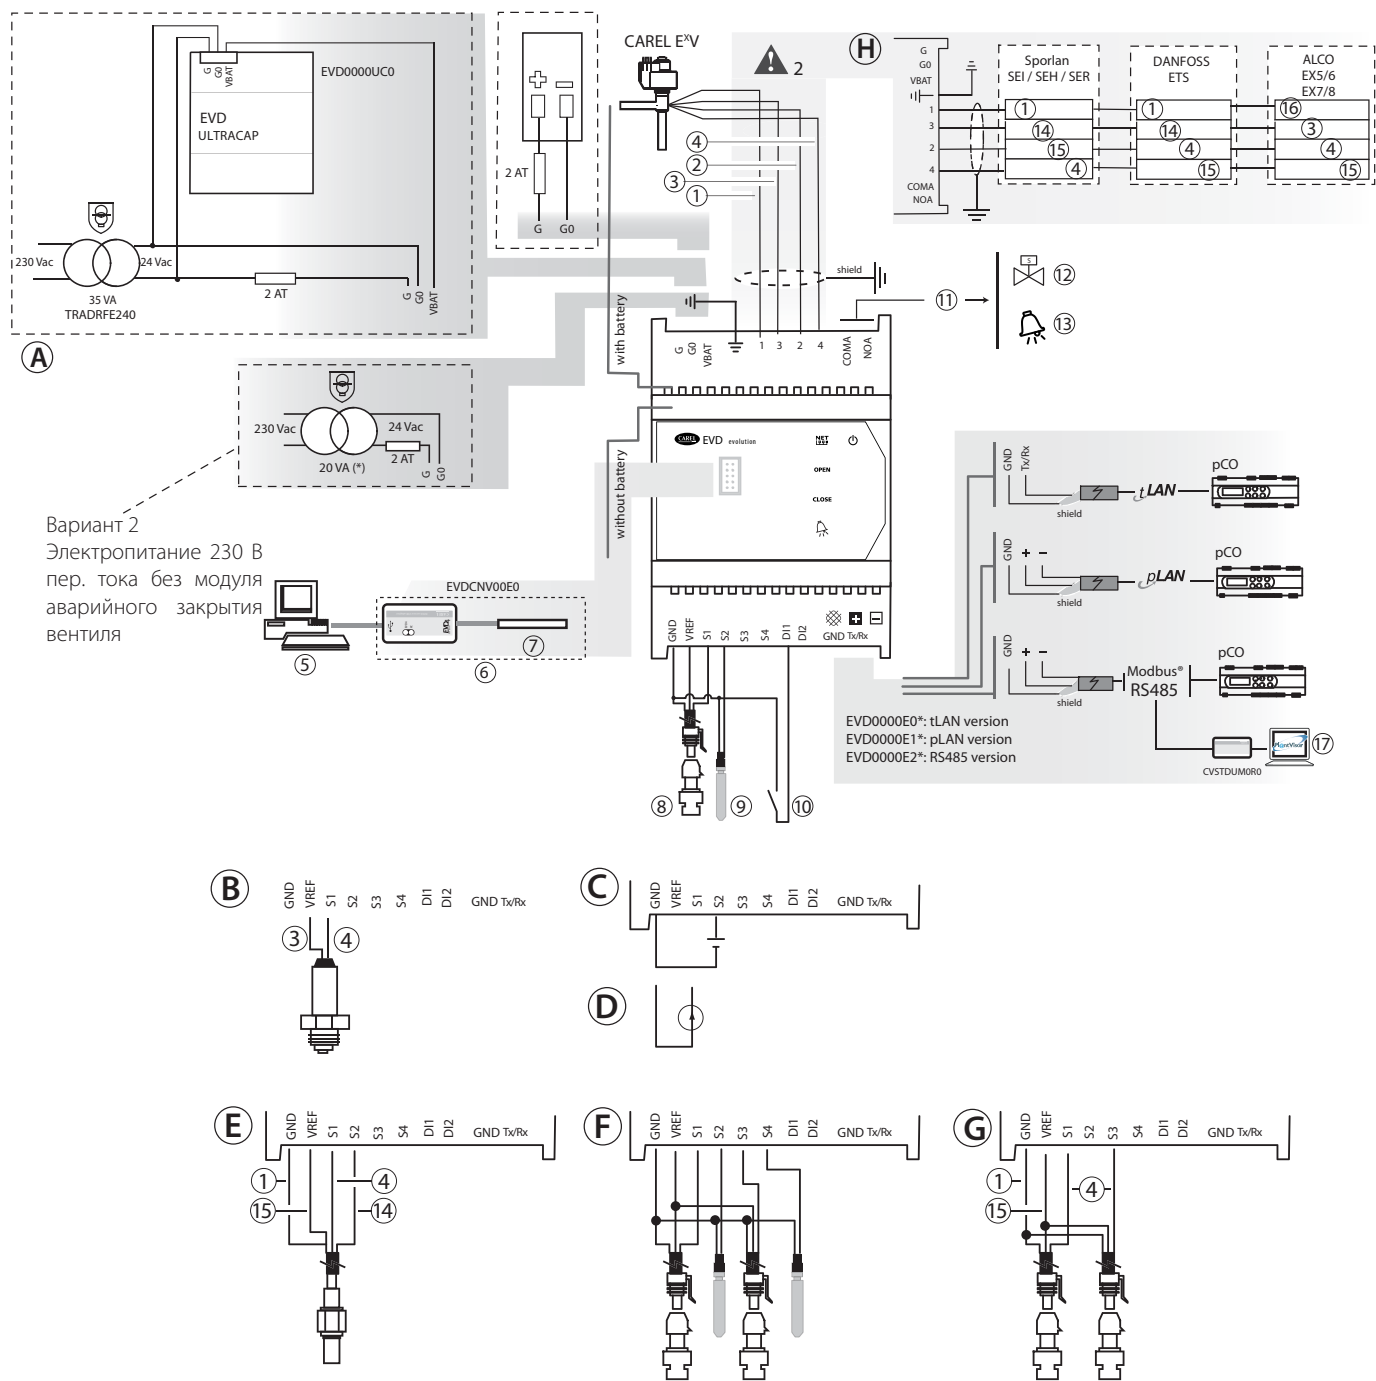 G
G0
VBAT
EVD0000UC0
EVD
ULTRACAP
230 Vac
24 Vac
35 VA
TRADRFE240
2 AT
G
G0
VBAT
A
2 AT
G G0
CAREL EXV
2
4
2
3
1
shield
H
G
G0
VBAT
1
3
2
4
COMA
NOA
Sporlan
SEI / SEH / SER
1
14
15
4
DANFOSS
ETS
1
14
4
15
ALCO
EX5/6
EX7/8
16
3
4
15
11
S
12
13
with battery
without battery
G
G0
VBAT
1 3 2 4
COMA
NOA
CAREL EVD evolution
NET
OPEN
CLOSE
GND
VREF
S1
S2
S3
S4
DI1
DI2
GND Tx/Rx
230 Vac
24 Vac
2 AT
20 VA (*)
G
G0
Вариант 2
Электропитание 230 В
пер. тока без модуля
аварийного закрытия
вентиля
EVDCNV00E0
5
6
7
8
9
10
GND
Tx/Rx
shield
tLAN
pCO
GND
+ −
shield
pLAN
pCO
GND
+ −
shield
Modbus®
RS485
pCO
EVD0000E0*: tLAN version
EVD0000E1*: pLAN version
EVD0000E2*: RS485 version
CVSTDUM0R0
PlantVisor
17
B
GND
VREF
S1
S2
S3
S4
DI1
DI2
GND Tx/Rx
3
4
C
GND
VREF
S1
S2
S3
S4
DI1
DI2
GND Tx/Rx
D
E
GND
VREF
S1
S2
S3
S4
DI1
DI2
GND Tx/Rx
1
15
4
14
F
GND
VREF
S1
S2
S3
S4
DI1
DI2
GND Tx/Rx
G
GND
VREF
S1
S2
S3
S4
DI1
DI2
GND Tx/Rx
1
15
4